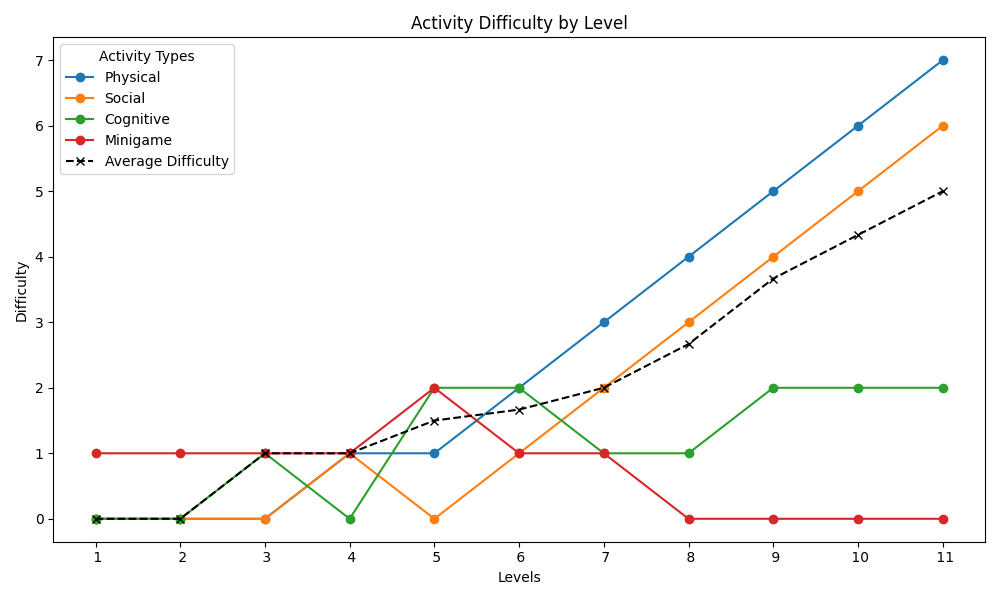 Activity Difficulty by Level
Activity Types
Physical
Social
Cognitive
Minigame
Average Difficulty
Difficulty
7
6
5
4
3
2
1
0
1 2 3 4 5 6 7 8 9 10 11
Levels